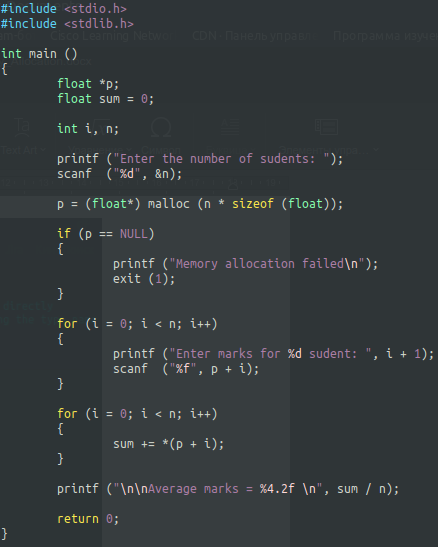 #include <stdio.h>
#include <stdlib.h>
int main ()
{
float *p;
float sum = 0;
int i, n;
printf ("Enter the number of sudents: ");
scanf ("%d", &n);
p = (float*) malloc (n * sizeof (float));
if (p == NULL)
{
printf ("Memory allocation failed\n");
exit (1);
}
for (i = 0; i < n; i++)
{
printf ("Enter marks for %d sudent: ", i + 1);
scanf ("%f", p + i);
}
for (i = 0; i < n; i++)
{
sum += *(p + i);
}
printf ("\n\nAverage marks = %4.2f \n", sum / n);
return 0;
}